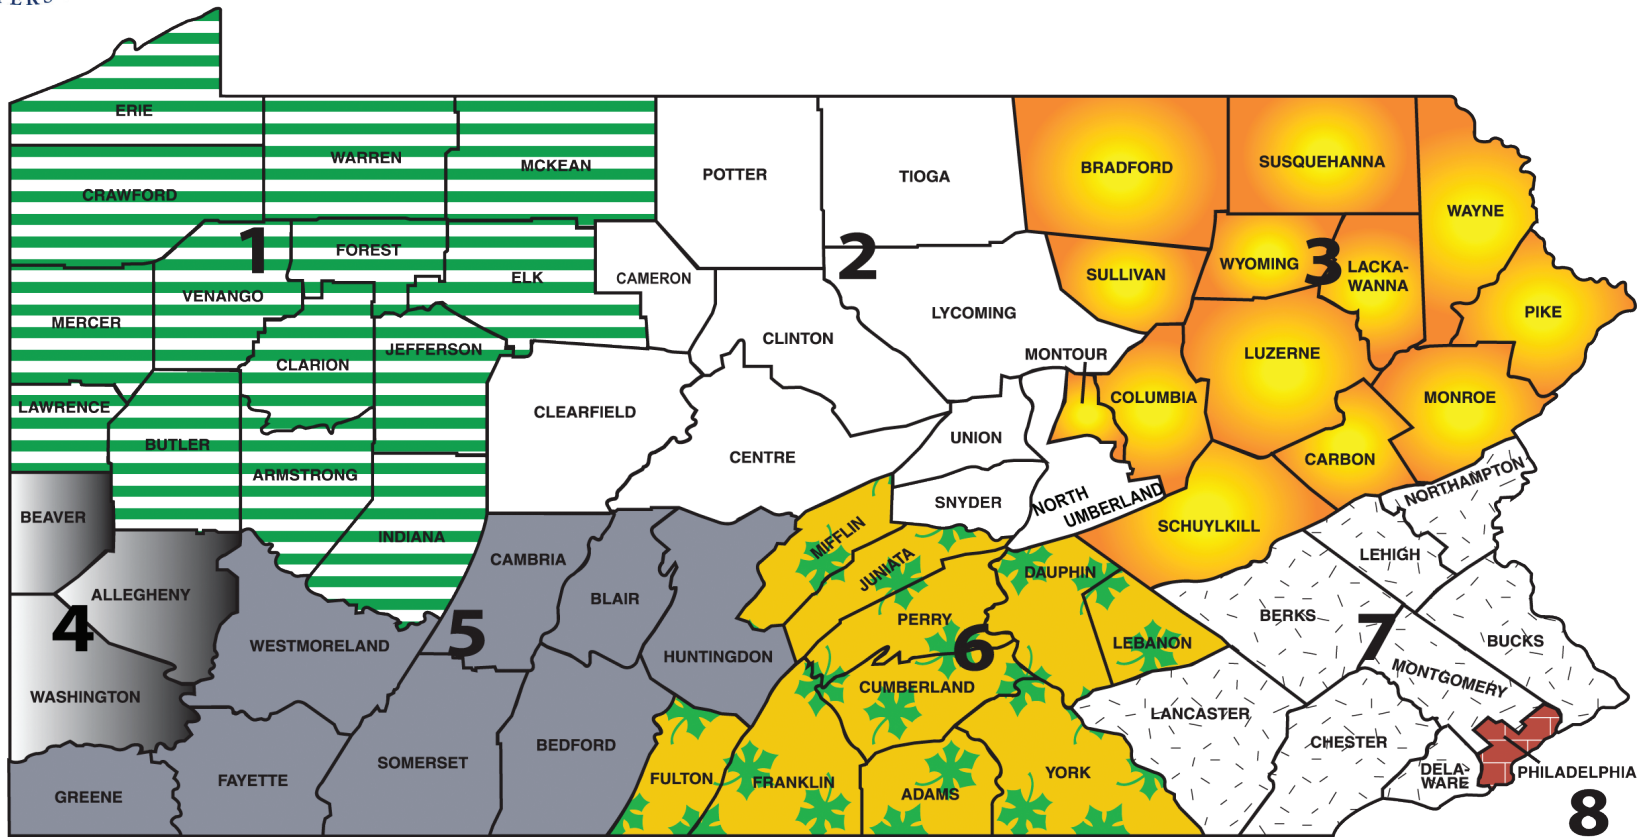 ERIE
WARREN
MCKEAN
CRAWFORD
POTTER
TIOGA
BRADFORD
SUSQUEHANNA
WAYNE
1
FOREST
ELK
VENANGO
MERCER
CAMERON
2
SULLIVAN
WYOMING
3
LACKA-
WANNA
PIKE
CLARION
JEFFERSON
CLINTON
LYCOMING
MONTOUR
LUZERNE
COLUMBIA
MONROE
LAWRENCE
BUTLER
ARMSTRONG
CLEARFIELD
CENTRE
UNION
SNYDER
NORTH
UMBERLAND
CARBON
NORTHAMPTON
SCHUYLKILL
BEAVER
INDIANA
CAMBRIA
MIFFLIN
JUNIATA
DAUPHIN
LEHIGH
ALLEGHENY
4
WESTMORELAND
5
BLAIR
HUNTINGDON
PERRY
6
LEBANON
BERKS
7
BUCKS
MONTGOMERY
WASHINGTON
CUMBERLAND
LANCASTER
CHESTER
GREENE
FAYETTE
SOMERSET
BEDFORD
FULTON
FRANKLIN
ADAMS
YORK
DELA-
WARE
PHILADELPHIA
8